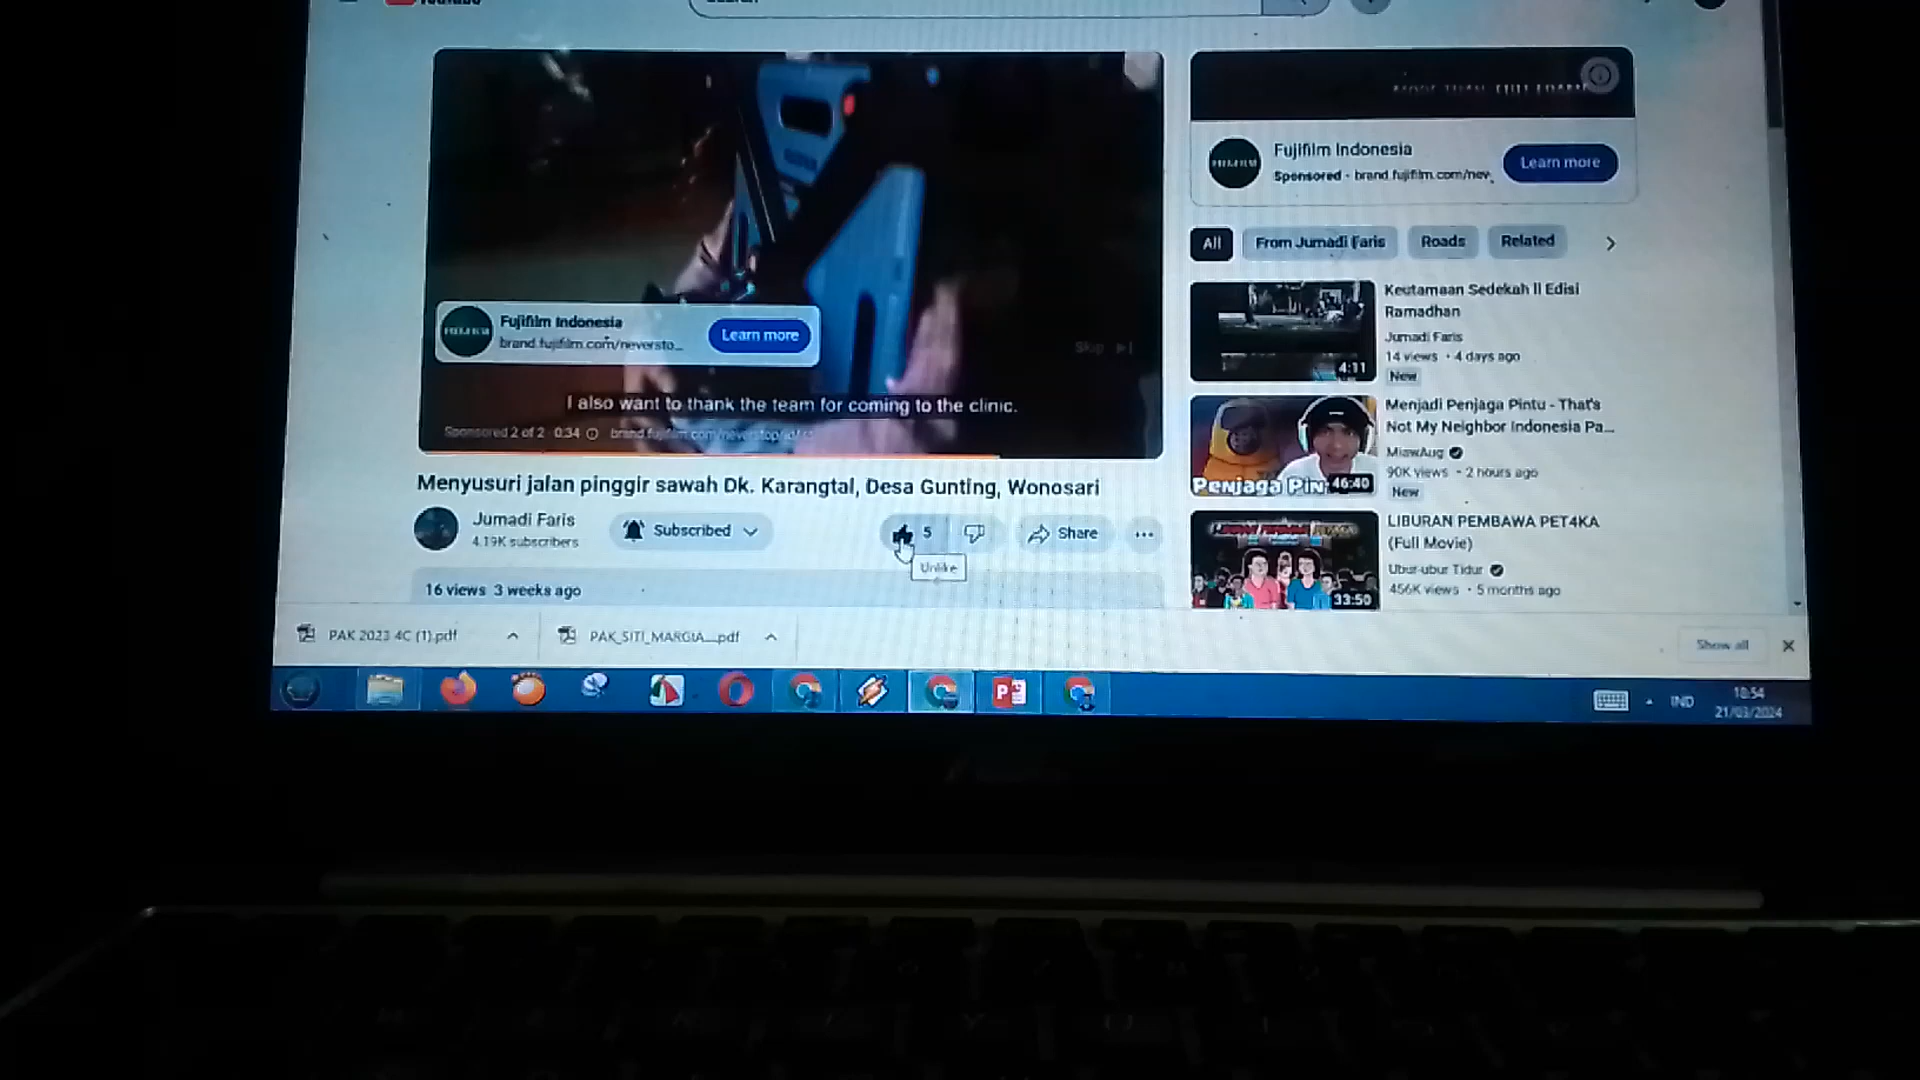 I also want to thank the team for coming to the clinic.
Fujifilm Indonesia
brand.fujifilm.com/neversto...
Learn more
Skip
Sponsored 2 of 2 · 0:34
Menyusuri jalan pinggir sawah Dk. Karangtal, Desa Gunting, Wonosari
Jumadi Faris
4.19K subscribers
Subscribed
5
Share
...
Unlike
16 views 3 weeks ago
Fujifilm Indonesia
Sponsored · brand.fujifilm.com/nev
Learn more
All
From Jumadi Faris
Roads
Related
Keutamaan Sedekah II Edisi
Ramadhan
Jumadi Faris
14 views · 4 days ago
New
4:11
Menjadi Penjaga Pintu - That's
Not My Neighbor Indonesia Pa...
MiawAug
90K views · 2 hours ago
New
PENJAGA PIN
46:40
LIBURAN PEMBAWA PET4KA
(Full Movie)
Ubur-ubur Tidur
456K views · 5 months ago
33:50
PAK 2023 4C (1).pdf
PAK_SITI_MARGIA....pdf
Show all
IND
18:54
21/03/2024